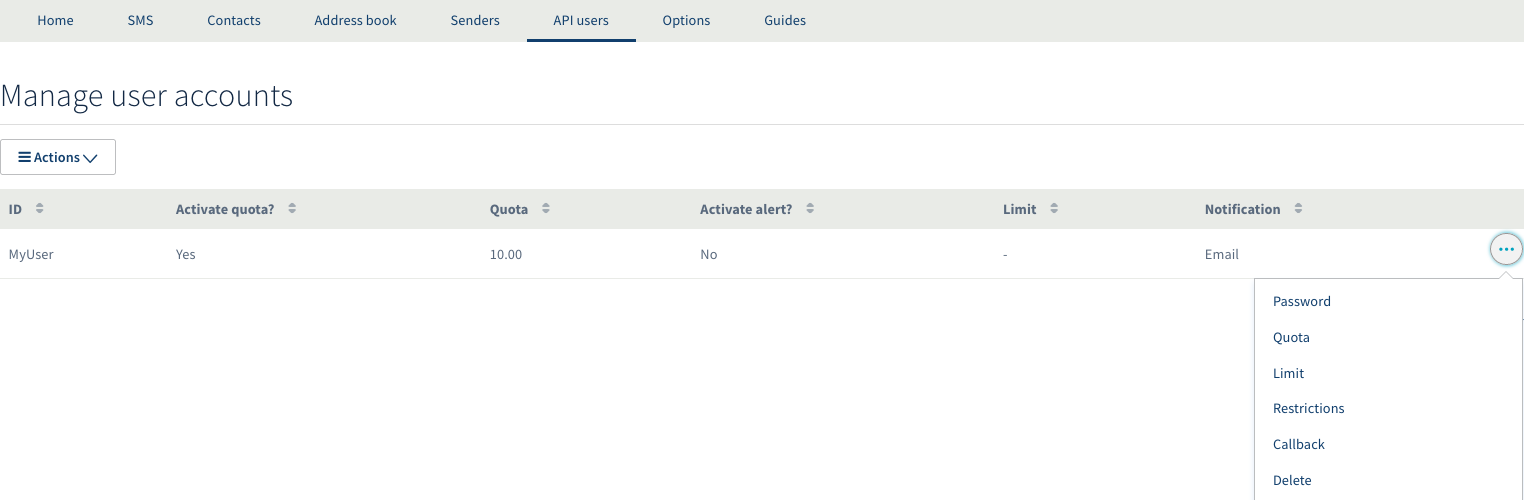 Home SMS Contacts Address book Senders API users Options Guides
Manage user accounts
Actions
ID Activate quota? Quota Activate alert? Limit Notification
MyUser Yes 10.00 No - Email
Password
Quota
Limit
Restrictions
Callback
Delete